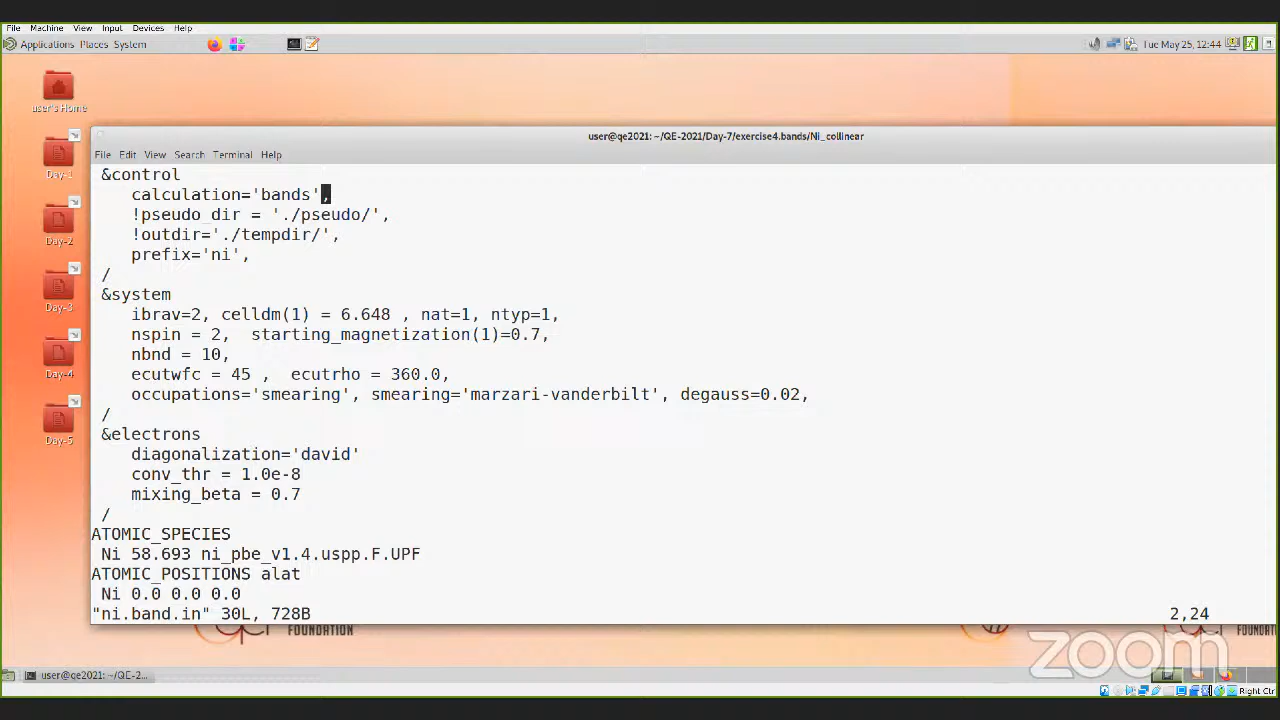 File Machine View Input Devices Help
Applications Places System
Tue May 25, 12:44
user's Home
Day-1
Day-2
Day-3
Day-4
Day-5
user@qe2021: ~/QE-2021/Day-7/exercise4.bands/Ni_collinear
File Edit View Search Terminal Help
&control
calculation='bands',
!pseudo_dir = './pseudo/',
!outdir='./tempdir/',
prefix='ni',
/
&system
ibrav=2, celldm(1) = 6.648 , nat=1, ntyp=1,
nspin = 2, starting_magnetization(1)=0.7,
nbnd = 10,
ecutwfc = 45 , ecutrho = 360.0,
occupations='smearing', smearing='marzari-vanderbilt', degauss=0.02,
/
&electrons
diagonalization='david'
conv_thr = 1.0e-8
mixing_beta = 0.7
/
ATOMIC_SPECIES
Ni 58.693 ni_pbe_v1.4.uspp.F.UPF
ATOMIC_POSITIONS alat
Ni 0.0 0.0 0.0
"ni.band.in" 30L, 728B 2,24
FOUNDATION
zoom
user@qe2021: ~/QE-2...
Right Ctr